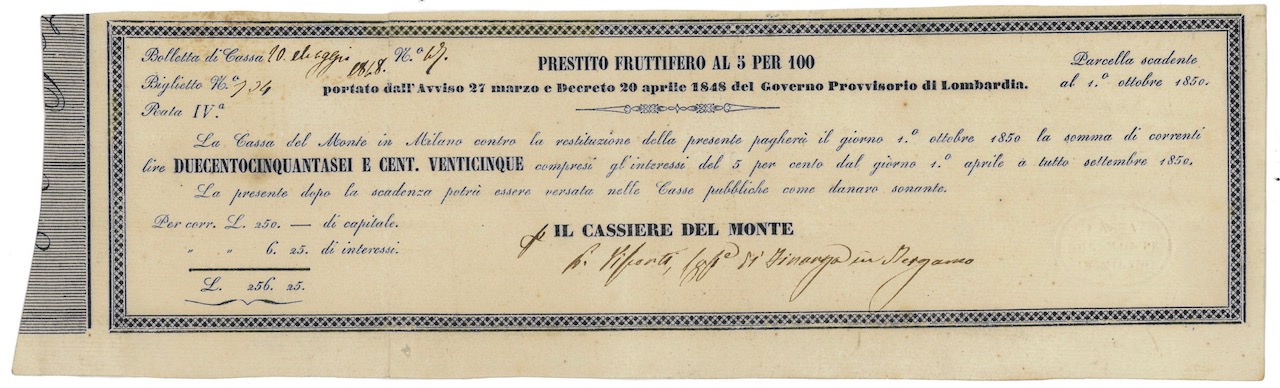 Bolletta di Cassa 20. Maggio 1848. N.º
Biglietto N.º
Rata IV.ª
PRESTITO FRUTTIFERO AL 5 PER 100
portato dall'Avviso 27 marzo e Decreto 20 aprile 1848 del Governo Provvisorio di Lombardia.
Parcella scadente
al 1.º ottobre 1850.
La Cassa del Monte in Milano contro la restituzione della presente pagherà il giorno 1.º ottobre 1850 la somma di correnti
lire DUECENTOCINQUANTASEI E CENT. VENTICINQUE compresi gl'interessi del 5 per cento dal giorno 1.º aprile à tutto settembre 1850.
La presente dopo la scadenza potrà essere versata nelle Casse pubbliche come danaro sonante.
Per corr. L. 250. — di capitale.
„ „ 6. 25. di interessi.
L. 256. 25.
IL CASSIERE DEL MONTE
Visconti, di Finanza in Bergamo